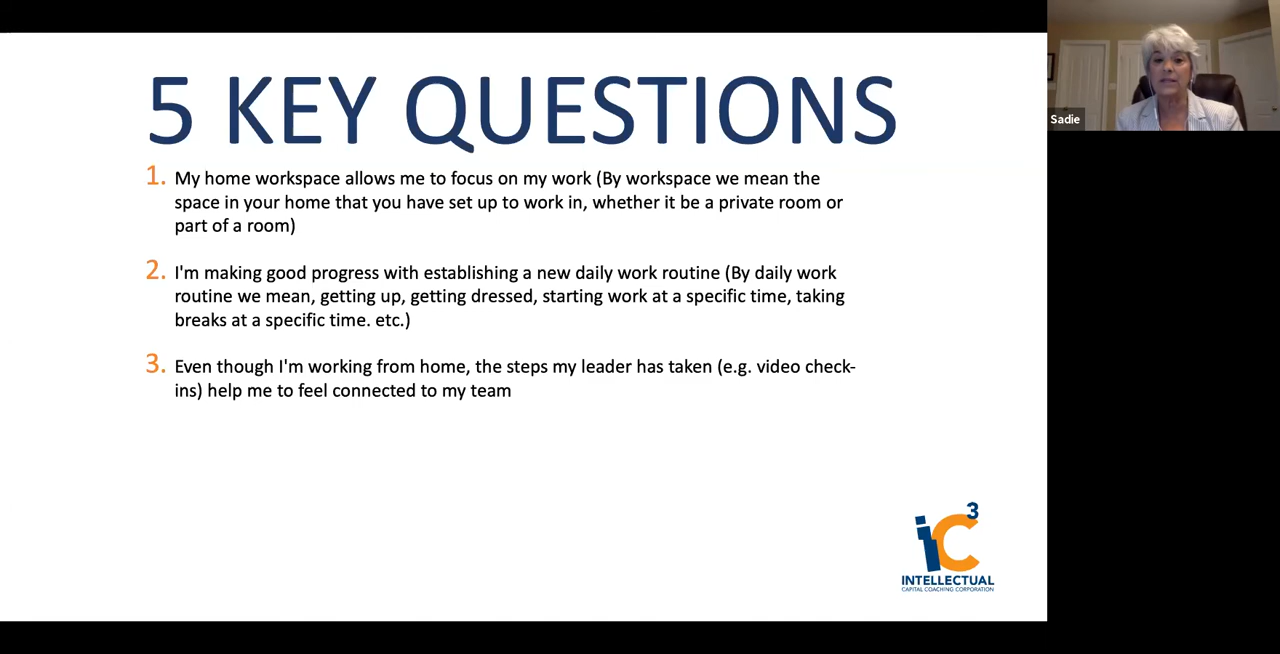 5 KEY QUESTIONS
1. My home workspace allows me to focus on my work (By workspace we mean the
space in your home that you have set up to work in, whether it be a private room or
part of a room)
2. I'm making good progress with establishing a new daily work routine (By daily work
routine we mean, getting up, getting dressed, starting work at a specific time, taking
breaks at a specific time. etc.)
3. Even though I'm working from home, the steps my leader has taken (e.g. video check-
ins) help me to feel connected to my team
iC3
INTELLECTUAL
CAPITAL COACHING CORPORATION
Sadie